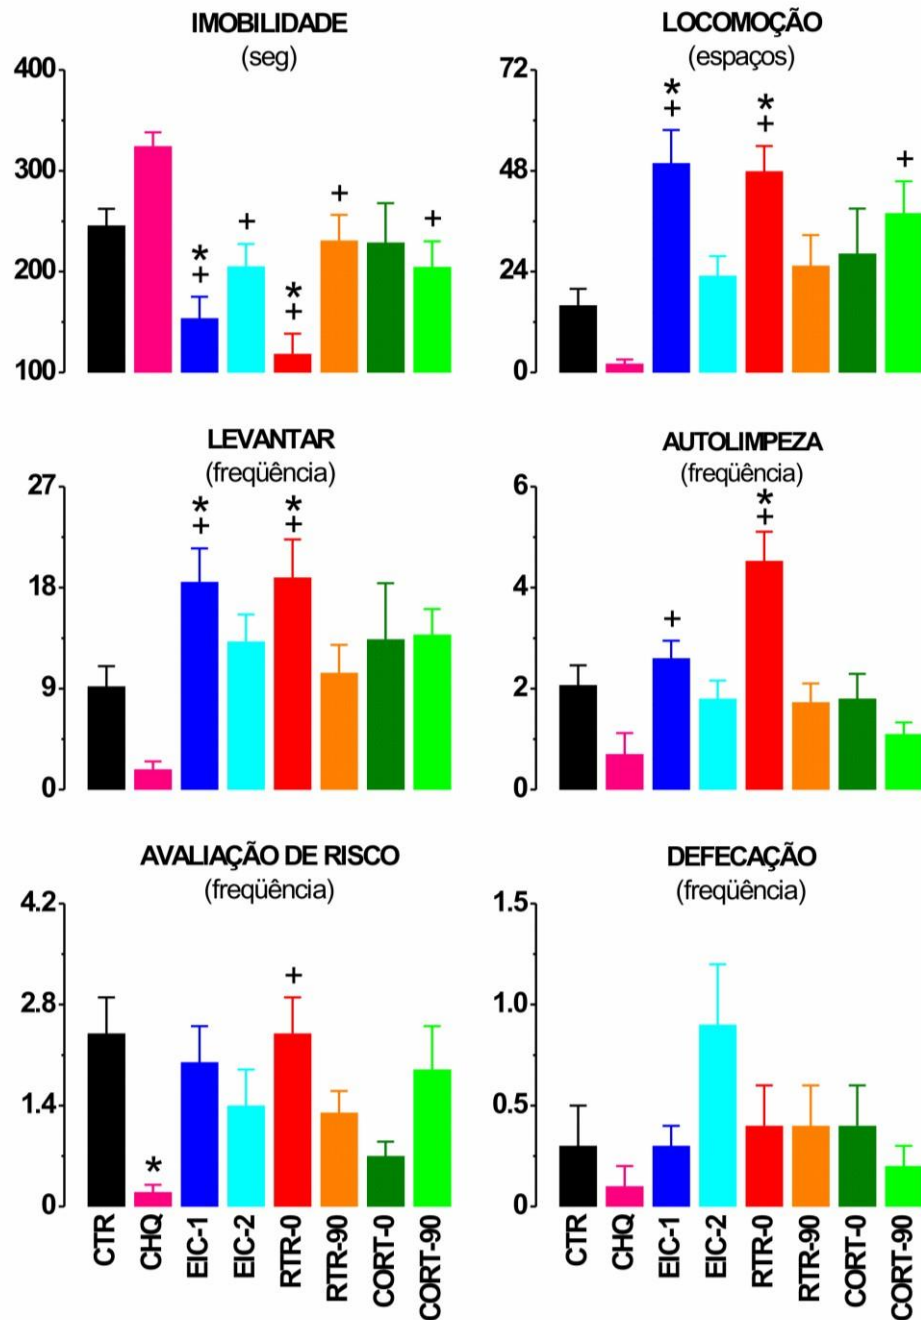 IMOBILIDADE
(seg)
400
300
200
100
*
+
+
*
+
+
+
LOCOMOÇÃO
(espaços)
72
48
24
0
*
+
*
+
+
LEVANTAR
(freqüência)
27
18
9
0
*
+
*
+
AUTOLIMPEZA
(freqüência)
6
4
2
0
+
*
+
AVALIAÇÃO DE RISCO
(freqüência)
4.2
2.8
1.4
0
*
+
CTR
CHQ
EIC-1
EIC-2
RTR-0
RTR-90
CORT-0
CORT-90
DEFECAÇÃO
(freqüência)
1.5
1.0
0.5
0
CTR
CHQ
EIC-1
EIC-2
RTR-0
RTR-90
CORT-0
CORT-90